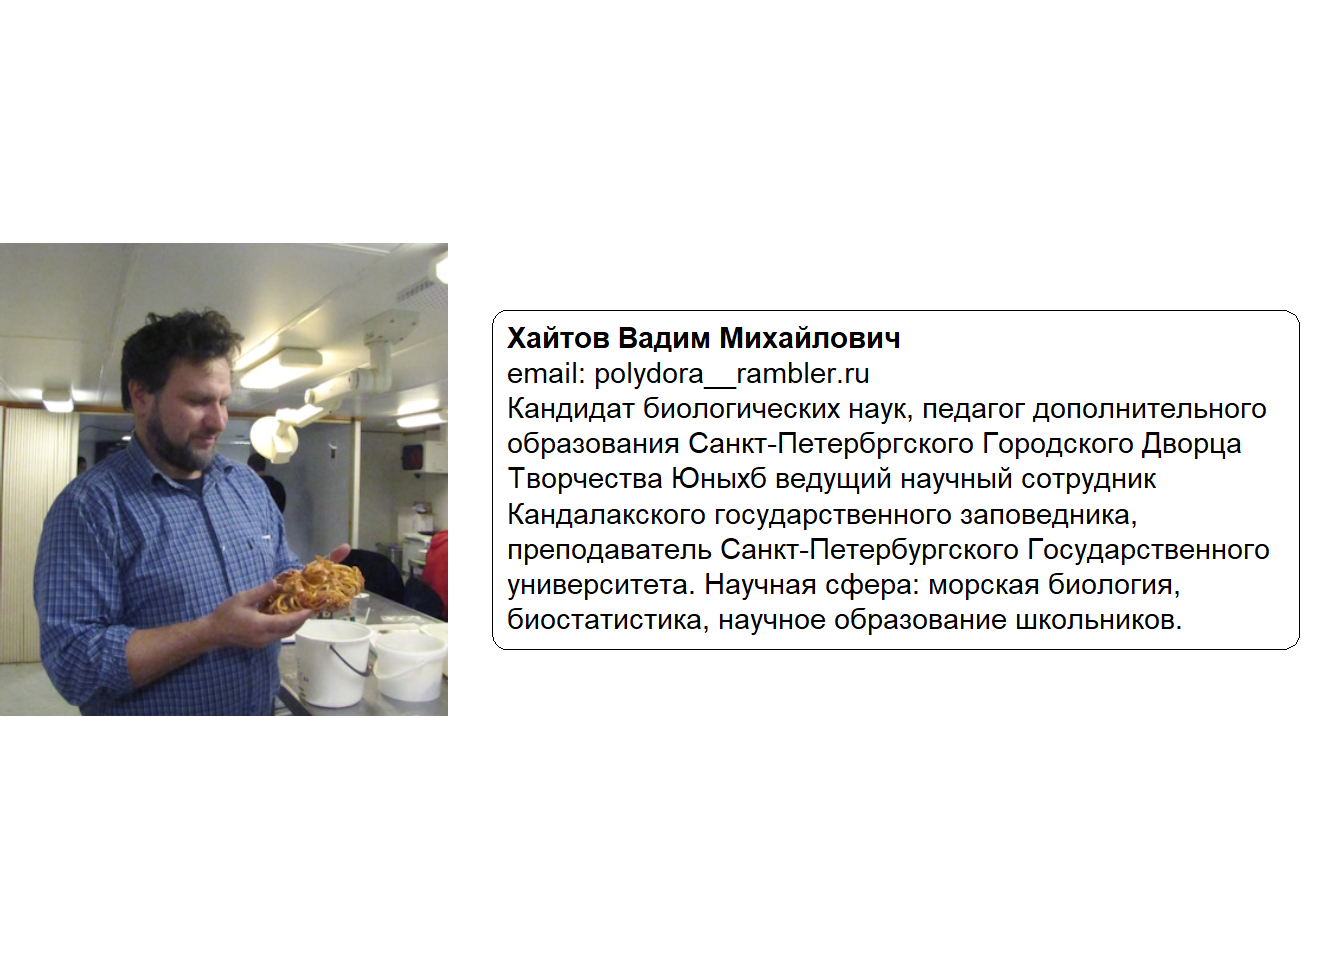 Хайтов Вадим Михайлович
email: polydora__rambler.ru
Кандидат биологических наук, педагог дополнительного
образования Санкт-Петербргского Городского Дворца
Творчества Юныхб ведущий научный сотрудник
Кандалакского государственного заповедника,
преподаватель Санкт-Петербургского Государственного
университета. Научная сфера: морская биология,
биостатистика, научное образование школьников.